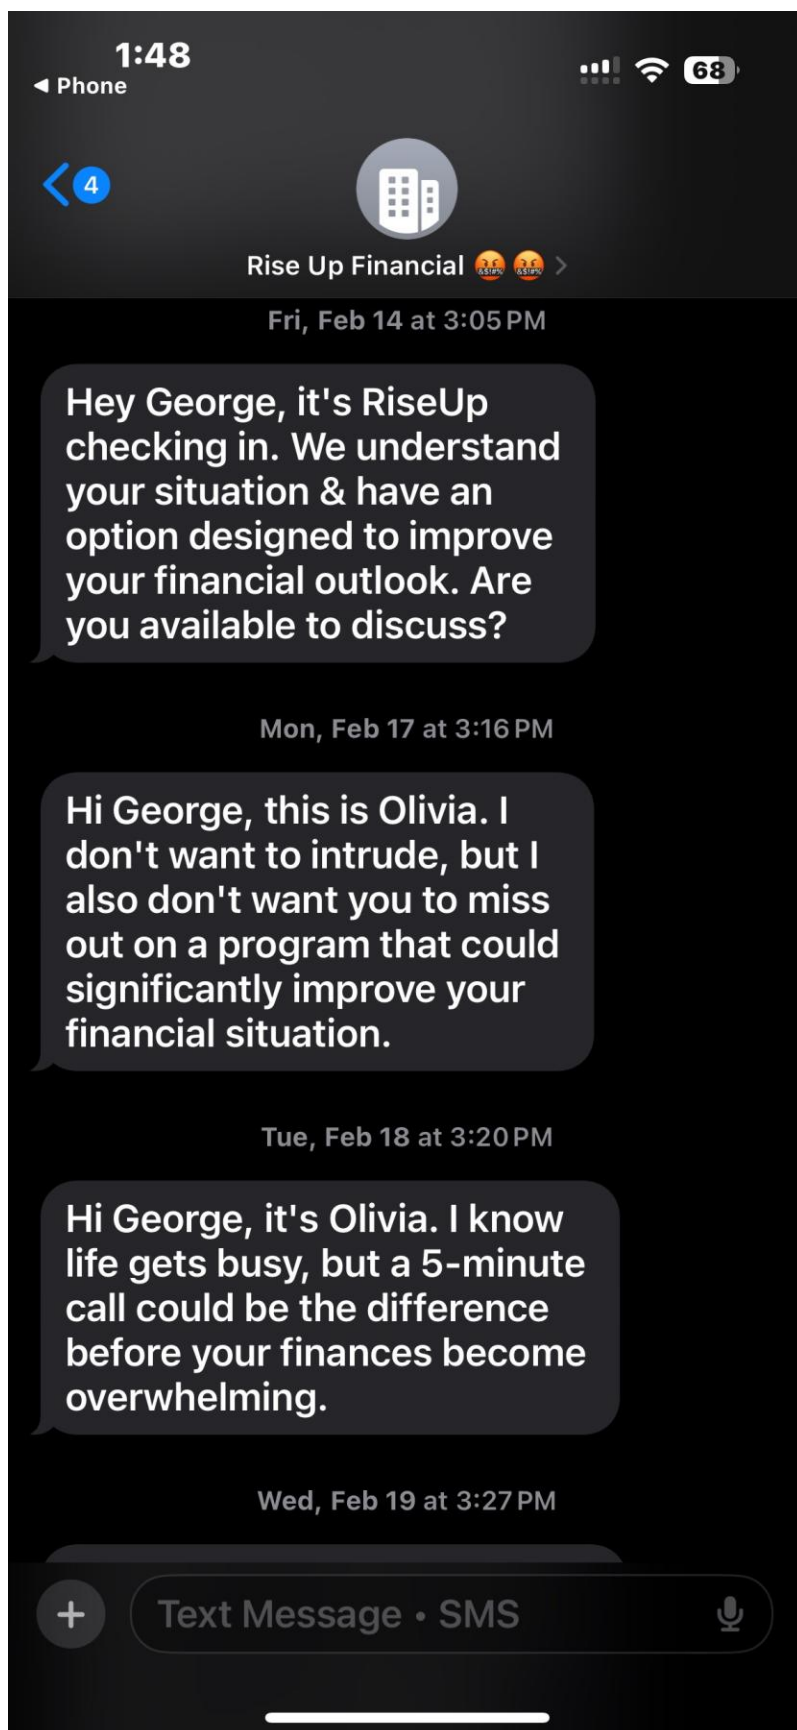 1:48
◀ Phone
68
4
Rise Up Financial 🤬 🤬 >
Fri, Feb 14 at 3:05 PM
Hey George, it's RiseUp
checking in. We understand
your situation & have an
option designed to improve
your financial outlook. Are
you available to discuss?
Mon, Feb 17 at 3:16 PM
Hi George, this is Olivia. I
don't want to intrude, but I
also don't want you to miss
out on a program that could
significantly improve your
financial situation.
Tue, Feb 18 at 3:20 PM
Hi George, it's Olivia. I know
life gets busy, but a 5-minute
call could be the difference
before your finances become
overwhelming.
Wed, Feb 19 at 3:27 PM
Text Message • SMS